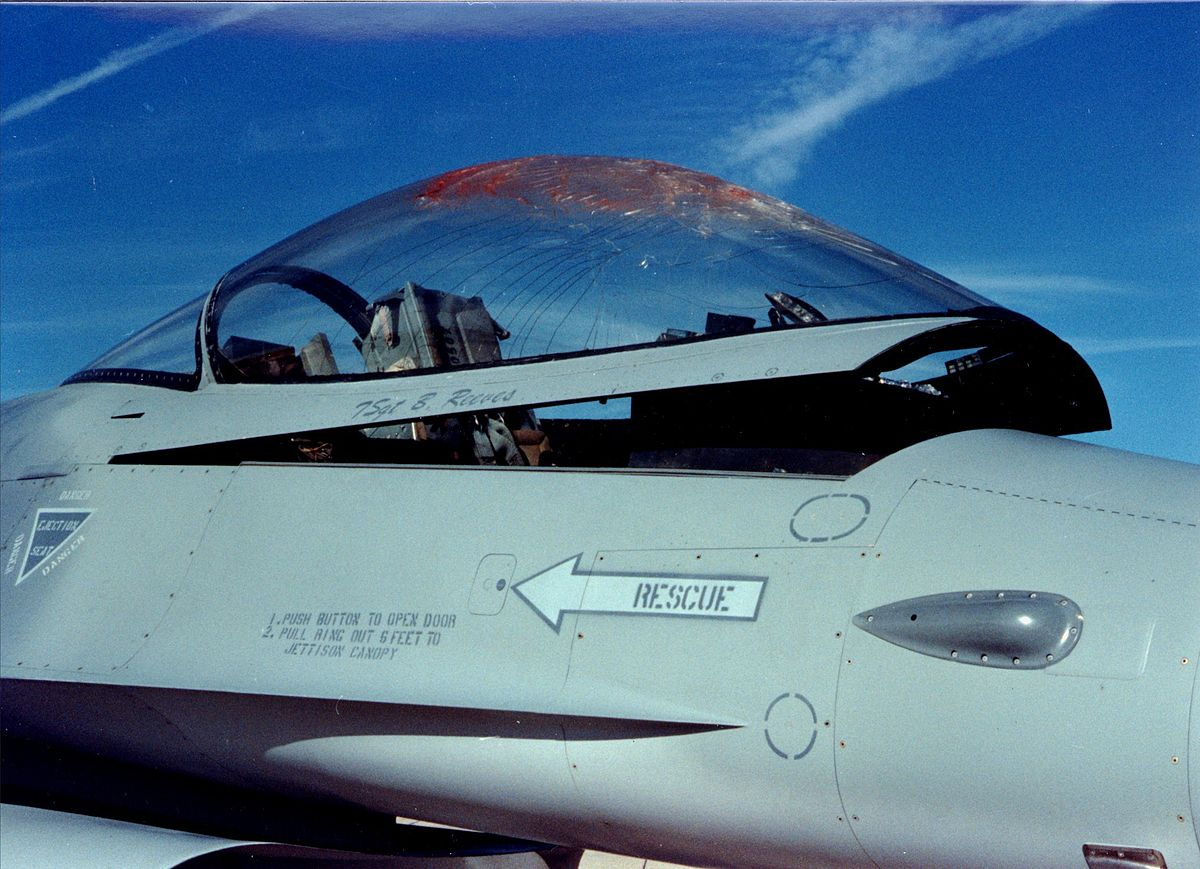 TSgt B. Reeves
DANGER
EJECTION
SEAT
DANGER
DANGER
RESCUE
1. PUSH BUTTON TO OPEN DOOR
2. PULL RING OUT 6 FEET TO
JETTISON CANOPY